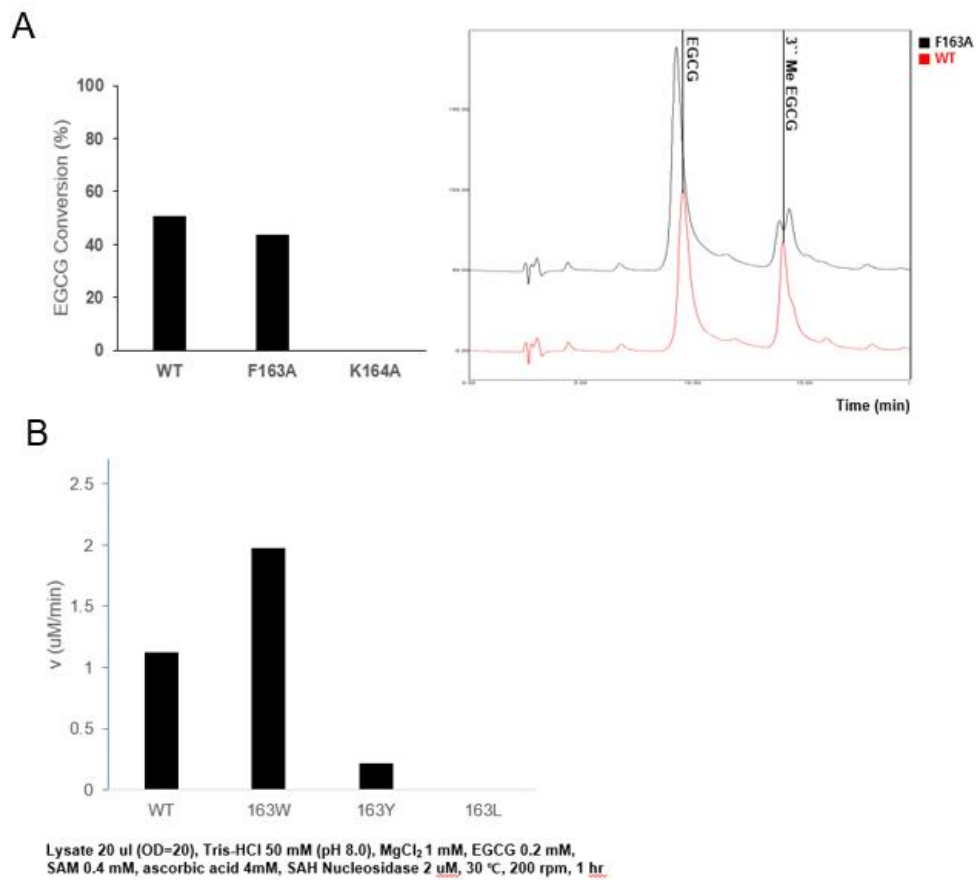 A
EGCG Conversion (%)
100
80
60
40
20
0
WT
F163A
K164A
EGCG
3`` Me EGCG
F163A
WT
Time (min)
B
v (uM/min)
2.5
2
1.5
1
0.5
0
WT
163W
163Y
163L
Lysate 20 ul (OD=20), Tris-HCl 50 mM (pH 8.0), MgCl₂ 1 mM, EGCG 0.2 mM,
SAM 0.4 mM, ascorbic acid 4mM, SAH Nucleosidase 2 uM, 30 ℃, 200 rpm, 1 hr